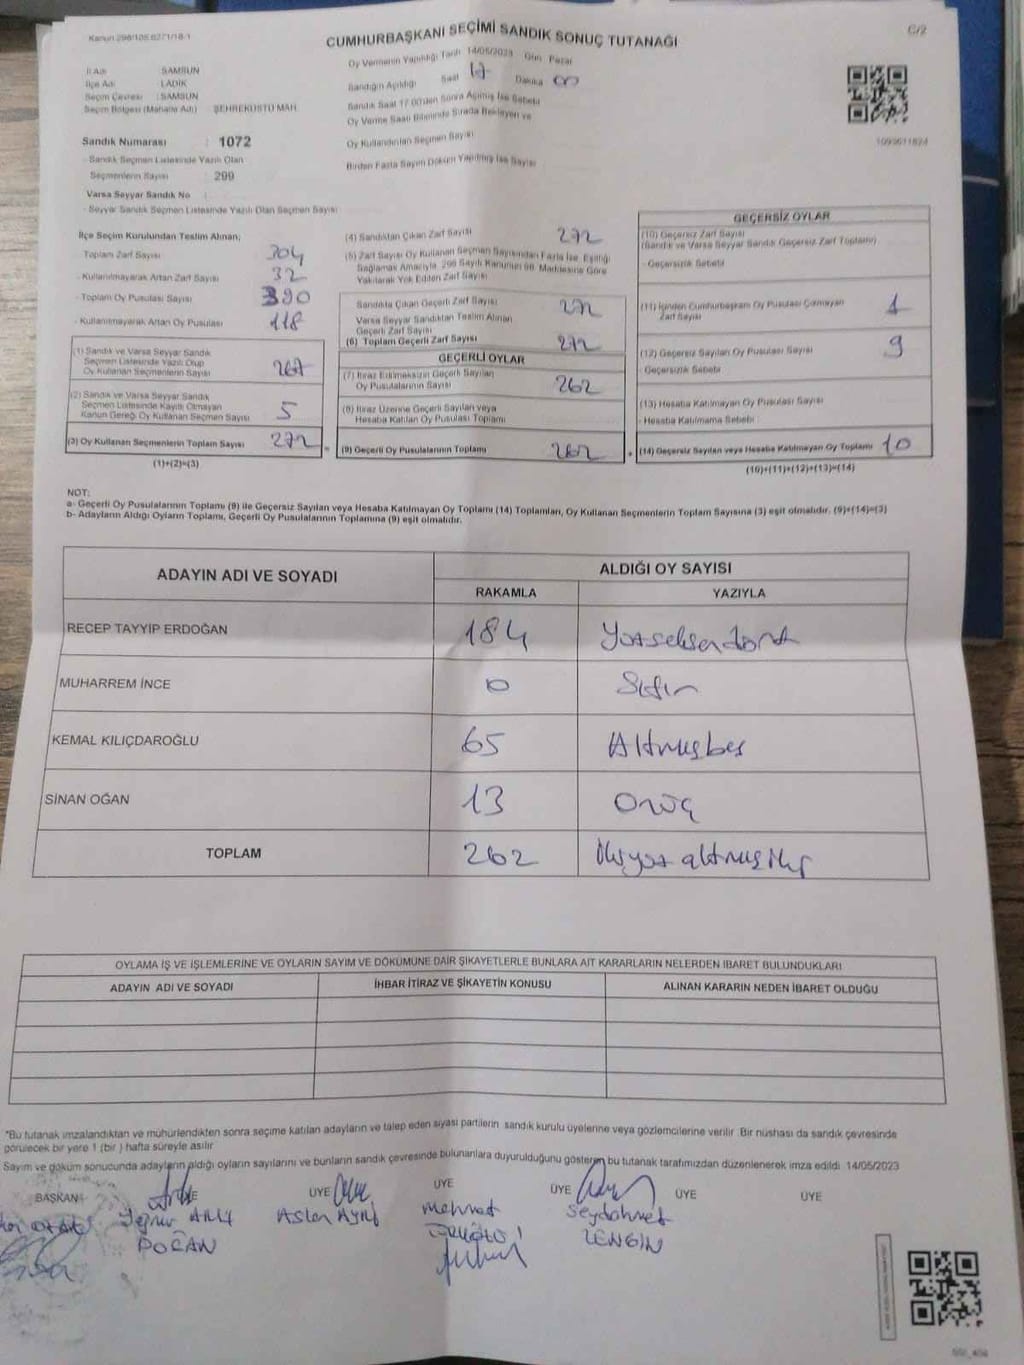 Kanun 298/105 6271/18-1
C/2
CUMHURBAŞKANI SEÇİMİ SANDIK SONUÇ TUTANAĞI
İl Adı : SAMSUN
İlçe Adı : LADİK
Seçim Çevresi : SAMSUN
Seçim Bölgesi (Mahalle Adı) : ŞEHREKÜSTÜ MAH.
Sandık Numarası : 1072
- Sandık Seçmen Listesinde Yazılı Olan
Seçmenlerin Sayısı : 299
Varsa Seyyar Sandık No :
- Seyyar Sandık Seçmen Listesinde Yazılı Olan Seçmen Sayısı
Oy Vermenin Yapıldığı Tarih 14/05/2023 Gün Pazar
Sandığın Açıldığı Saat 17 Dakika 00
Sandık Saat 17:00'den Sonra Açılmış İse Sebebi
Oy Verme Saati Bitiminde Sırada Bekleyen ve
Oy Kullandırılan Seçmen Sayısı
Birden Fazla Sayım Döküm Yapılmış İse Sayısı
İlçe Seçim Kurulundan Teslim Alınan;
Toplam Zarf Sayısı 304
- Kullanılmayarak Artan Zarf Sayısı 32
- Toplam Oy Pusulası Sayısı 390
- Kullanılmayarak Artan Oy Pusulası 118
(1) Sandık ve Varsa Seyyar Sandık
Seçmen Listesinde Yazılı Olup
Oy Kullanan Seçmenlerin Sayısı 267
(2) Sandık ve Varsa Seyyar Sandık
Seçmen Listesinde Kayıtlı Olmayan
Kanun Gereği Oy Kullanan Seçmen Sayısı 5
(3) Oy Kullanan Seçmenlerin Toplam Sayısı 272
(1)+(2)=(3)
(4) Sandıktan Çıkan Zarf Sayısı 272
(5) Zarf Sayısı Oy Kullanan Seçmen Sayısından Fazla İse, Eşitliği
Sağlamak Amacıyla, 298 Sayılı Kanunun 98. Maddesine Göre
Yakılarak Yok Edilen Zarf Sayısı
Sandıkta Çıkan Geçerli Zarf Sayısı 272
Varsa Seyyar Sandıktan Teslim Alınan
Geçerli Zarf Sayısı
(6) Toplam Geçerli Zarf Sayısı 272
GEÇERLİ OYLAR
(7) İtiraz Edilmeksizin Geçerli Sayılan
Oy Pusulalarının Sayısı 262
(8) İtiraz Üzerine Geçerli Sayılan veya
Hesaba Katılan Oy Pusulası Toplamı
(9) Geçerli Oy Pusulalarının Toplamı 262
GEÇERSİZ OYLAR
(10) Geçersiz Zarf Sayısı
(Sandık ve Varsa Seyyar Sandık Geçersiz Zarf Toplamı)
- Geçersizlik Sebebi
(11) İçinden Cumhurbaşkanı Oy Pusulası Çıkmayan
Zarf Sayısı 1
(12) Geçersiz Sayılan Oy Pusulası Sayısı 9
- Geçersizlik Sebebi
(13) Hesaba Katılmayan Oy Pusulası Sayısı
- Hesaba Katılmama Sebebi :
(14) Geçersiz Sayılan veya Hesaba Katılmayan Oy Toplamı 10
(10)+(11)+(12)+(13)=(14)
NOT:
a- Geçerli Oy Pusulalarının Toplamı (9) ile Geçersiz Sayılan veya Hesaba Katılmayan Oy Toplamı (14) Toplamları, Oy Kullanan Seçmenlerin Toplam Sayısına (3) eşit olmalıdır. (9)+(14)=(3)
b- Adayların Aldığı Oyların Toplamı, Geçerli Oy Pusulalarının Toplamına (9) eşit olmalıdır.
ADAYIN ADI VE SOYADI
ALDIĞI OY SAYISI
RAKAMLA YAZIYLA
RECEP TAYYİP ERDOĞAN 184 Yüzseksendört
MUHARREM İNCE 0 Sıfır
KEMAL KILIÇDAROĞLU 65 Altmışbeş
SİNAN OĞAN 13 Onüç
TOPLAM 262 İkiyüz altmışiki
OYLAMA İŞ VE İŞLEMLERİNE VE OYLARIN SAYIM VE DÖKÜMÜNE DAİR ŞİKAYETLERLE BUNLARA AİT KARARLARIN NELERDEN İBARET BULUNDUKLARI
ADAYIN ADI VE SOYADI İHBAR İTİRAZ VE ŞİKAYETİN KONUSU ALINAN KARARIN NEDEN İBARET OLDUĞU
*Bu tutanak imzalandıktan ve mühürlendikten sonra seçime katılan adayların ve talep eden siyasi partilerin sandık kurulu üyelerine veya gözlemcilerine verilir. Bir nüshası da sandık çevresinde
görülecek bir yere 1 (bir) hafta süreyle asılır
Sayım ve döküm sonucunda adayların aldığı oyların sayılarını ve bunların sandık çevresinde bulunanlara duyurulduğunu gösteren bu tutanak tarafımızdan düzenlenerek imza edildi. 14/05/2023
BAŞKAN ÜYE ÜYE ÜYE ÜYE ÜYE
Mehmet
Seydahmet
DOĞAN
ZENGİN